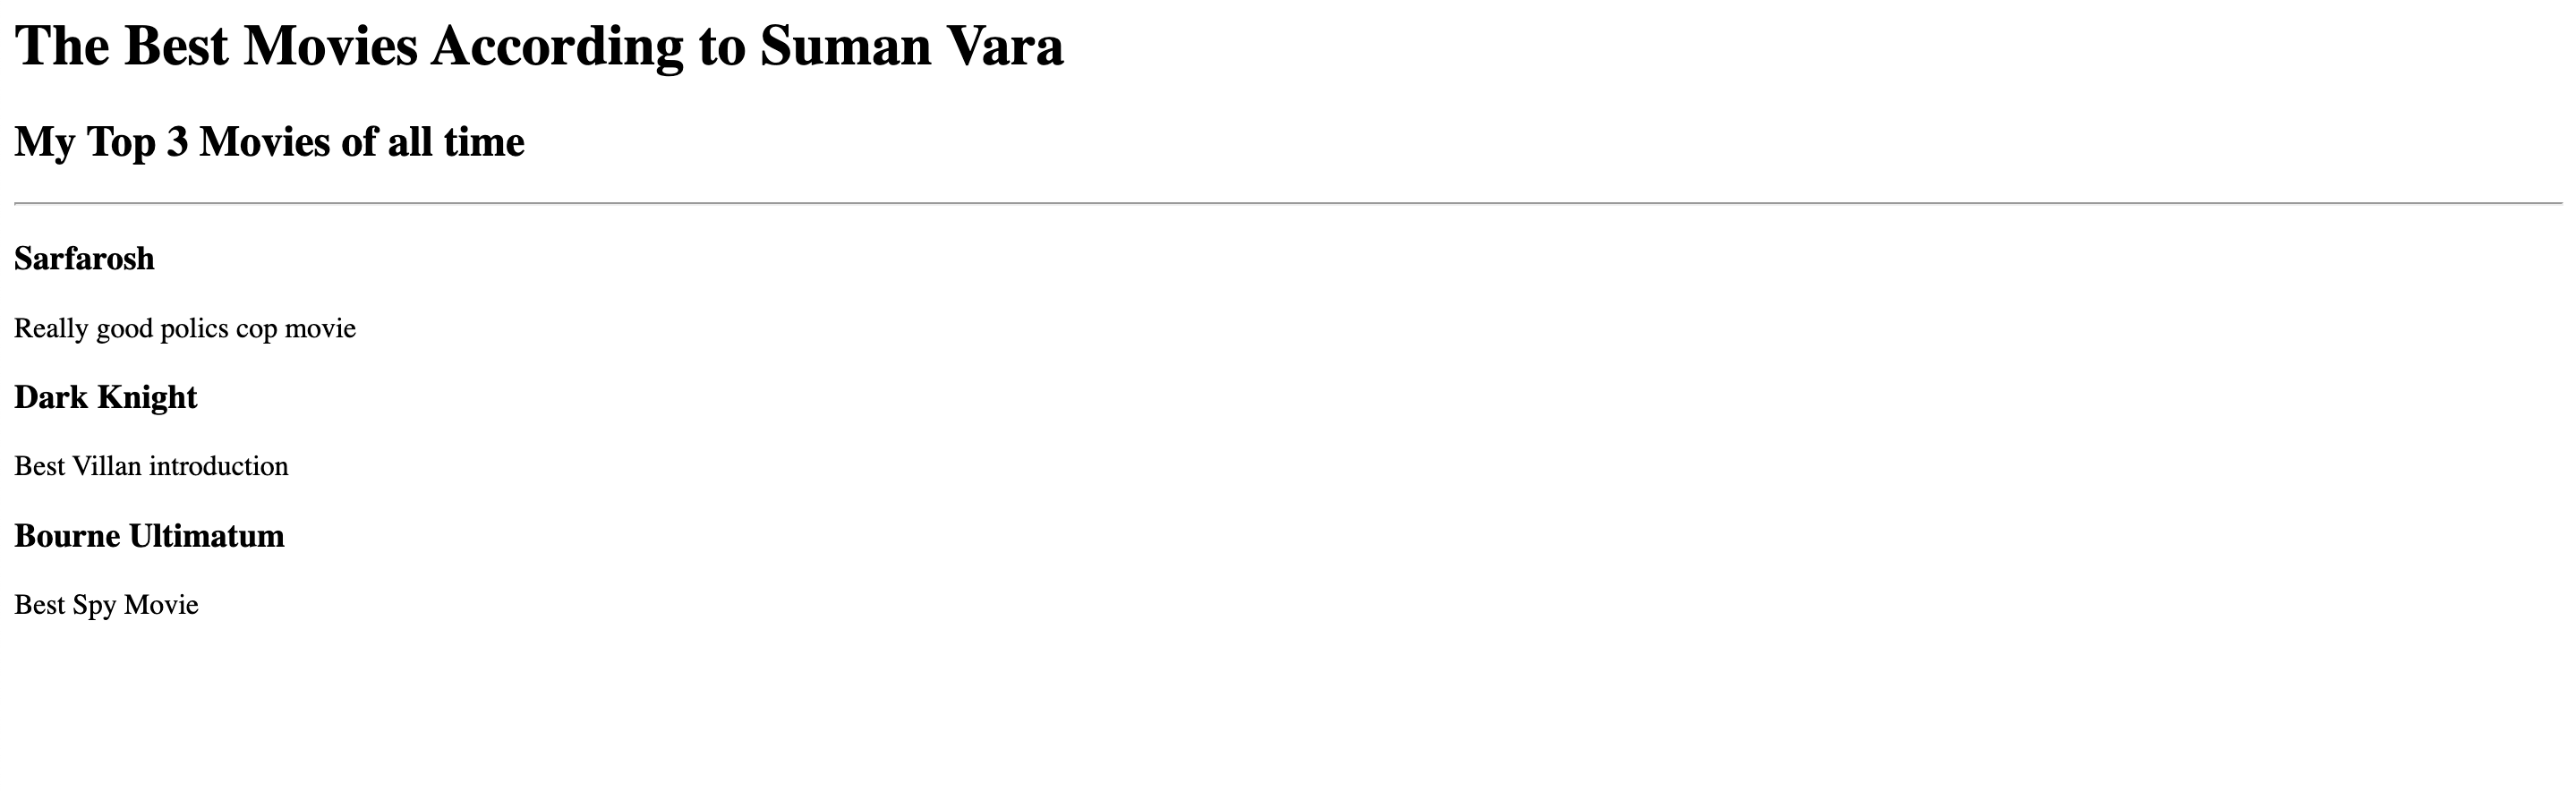 The Best Movies According to Suman Vara
My Top 3 Movies of all time
Sarfarosh
Really good polics cop movie
Dark Knight
Best Villan introduction
Bourne Ultimatum
Best Spy Movie